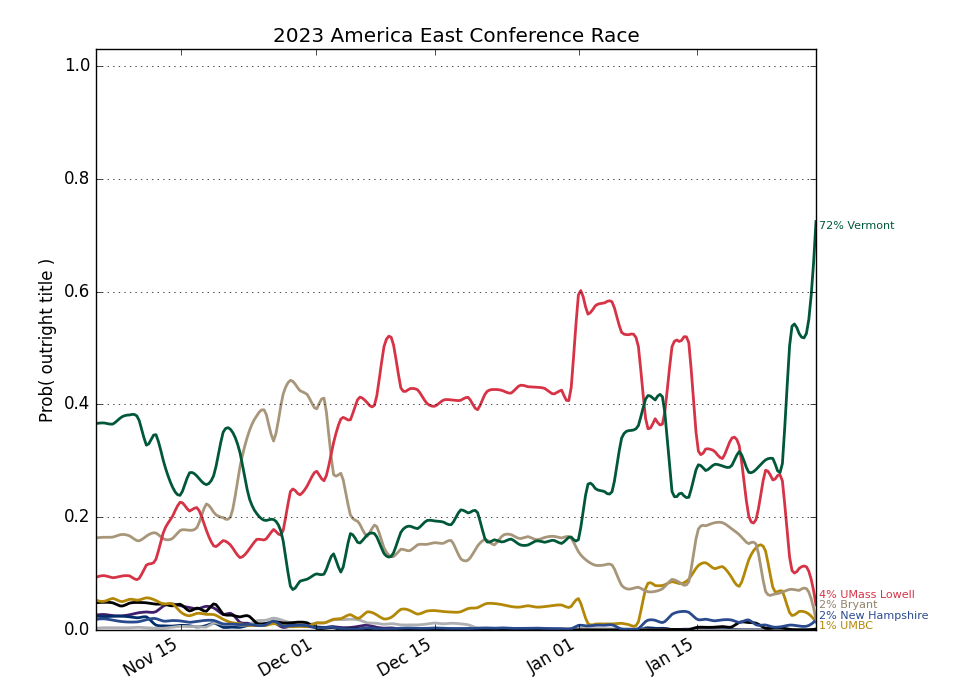 2023 America East Conference Race
1.0
0.8
72% Vermont
0.6
Prob( outright title )
0.4
0.2
4% UMass Lowell
2% Bryant
2% New Hampshire
1% UMBC
0.0
Nov 15
Dec 01
Dec 15
Jan 01
Jan 15